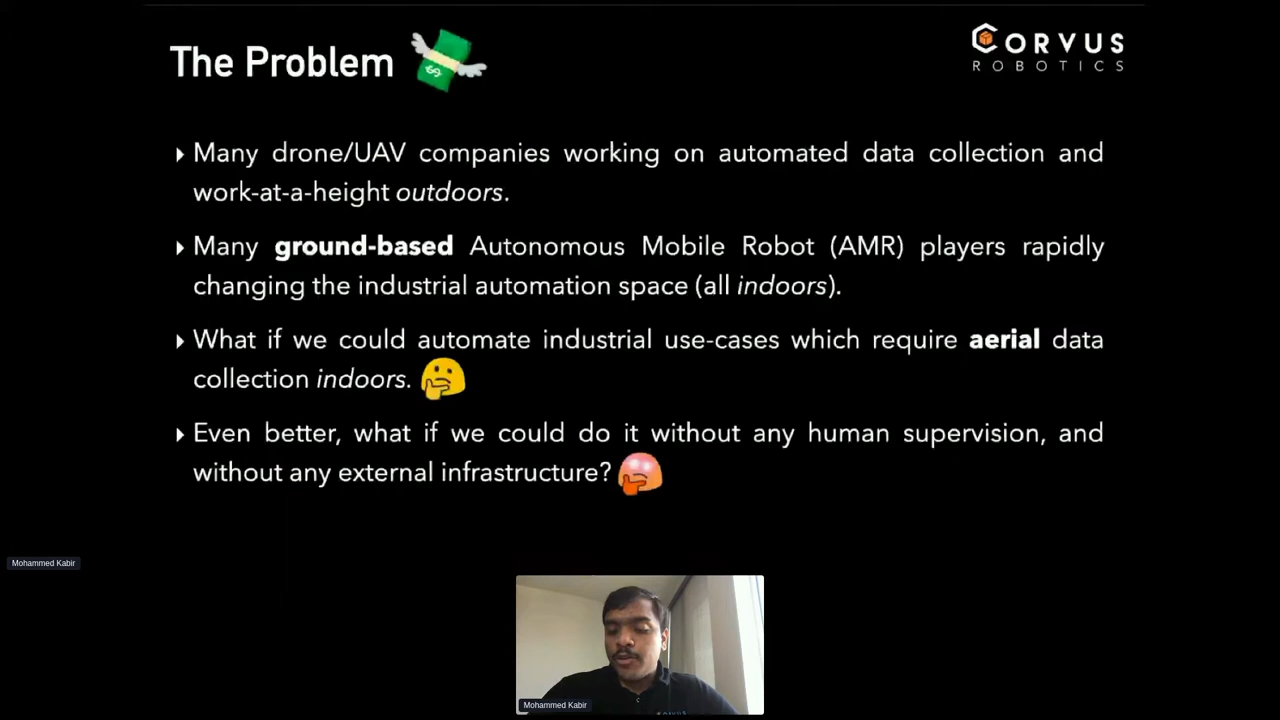 The Problem
CORVUS
ROBOTICS
Many drone/UAV companies working on automated data collection and
work-at-a-height outdoors.
Many ground-based Autonomous Mobile Robot (AMR) players rapidly
changing the industrial automation space (all indoors).
What if we could automate industrial use-cases which require aerial data
collection indoors.
Even better, what if we could do it without any human supervision, and
without any external infrastructure?
Mohammed Kabir
Mohammed Kabir
CORVUS